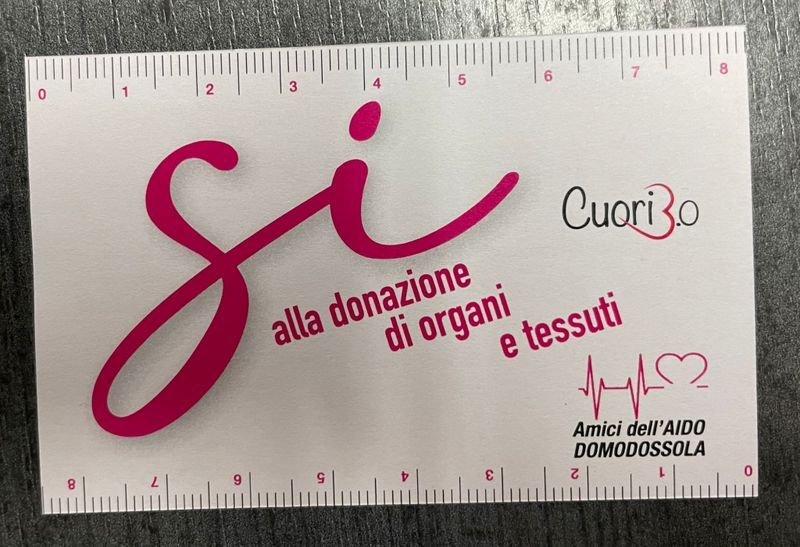 0 1 2 3 4 5 6 7 8
si
alla donazione
di organi
e tessuti
Cuori3.0
Amici dell'AIDO
DOMODOSSOLA
8 7 6 5 4 3 2 1 0